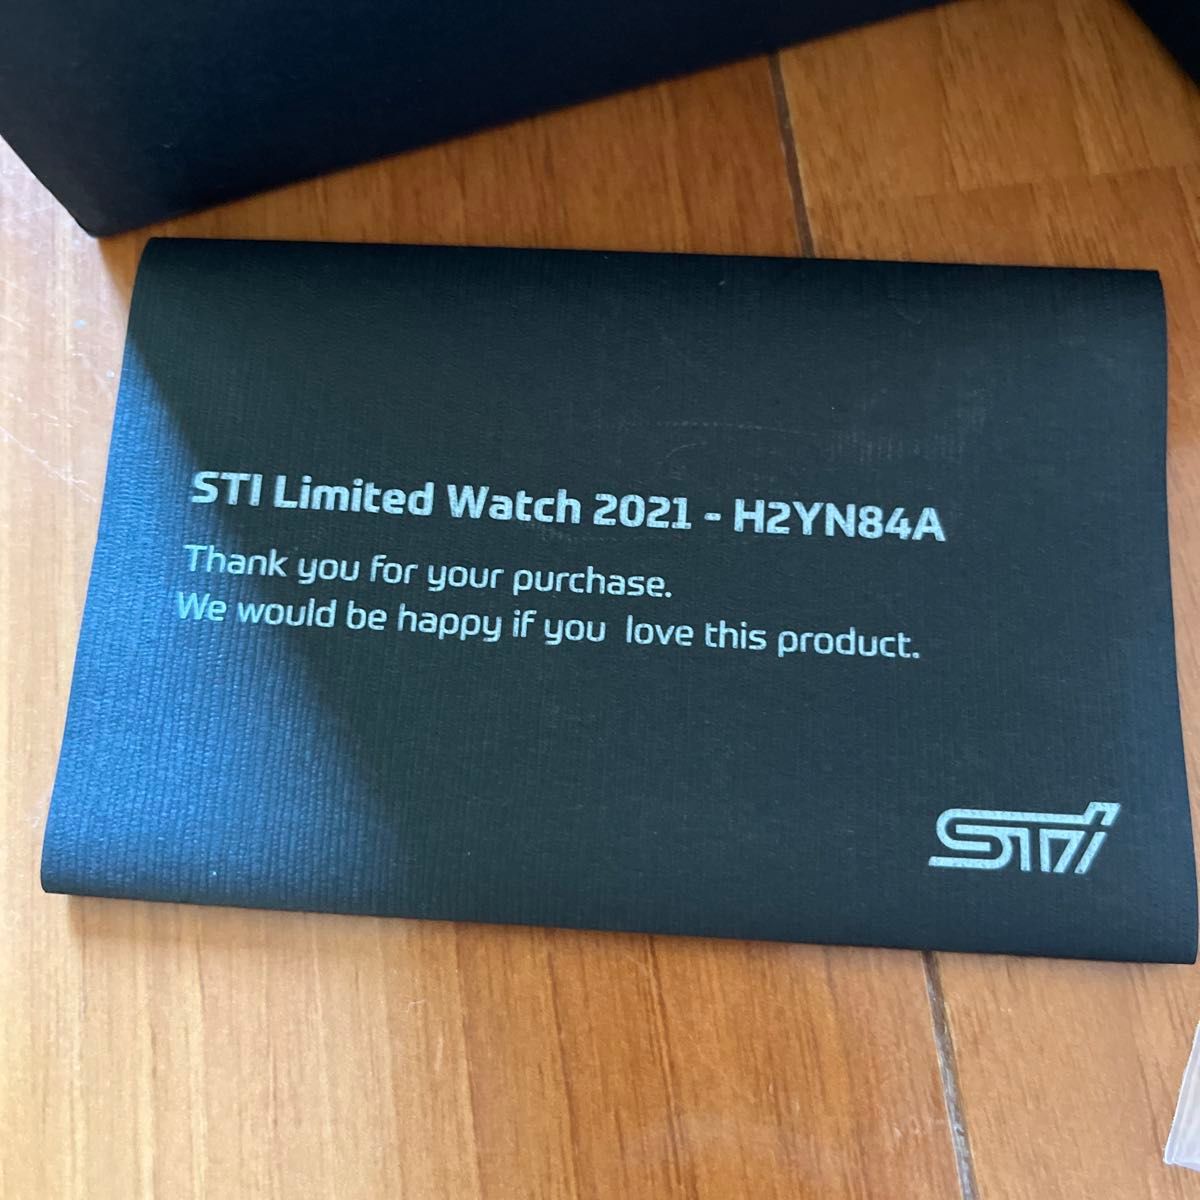 STI Limited Watch 2021 - H2YN84A
Thank you for your purchase.
We would be happy if you love this product.
STi